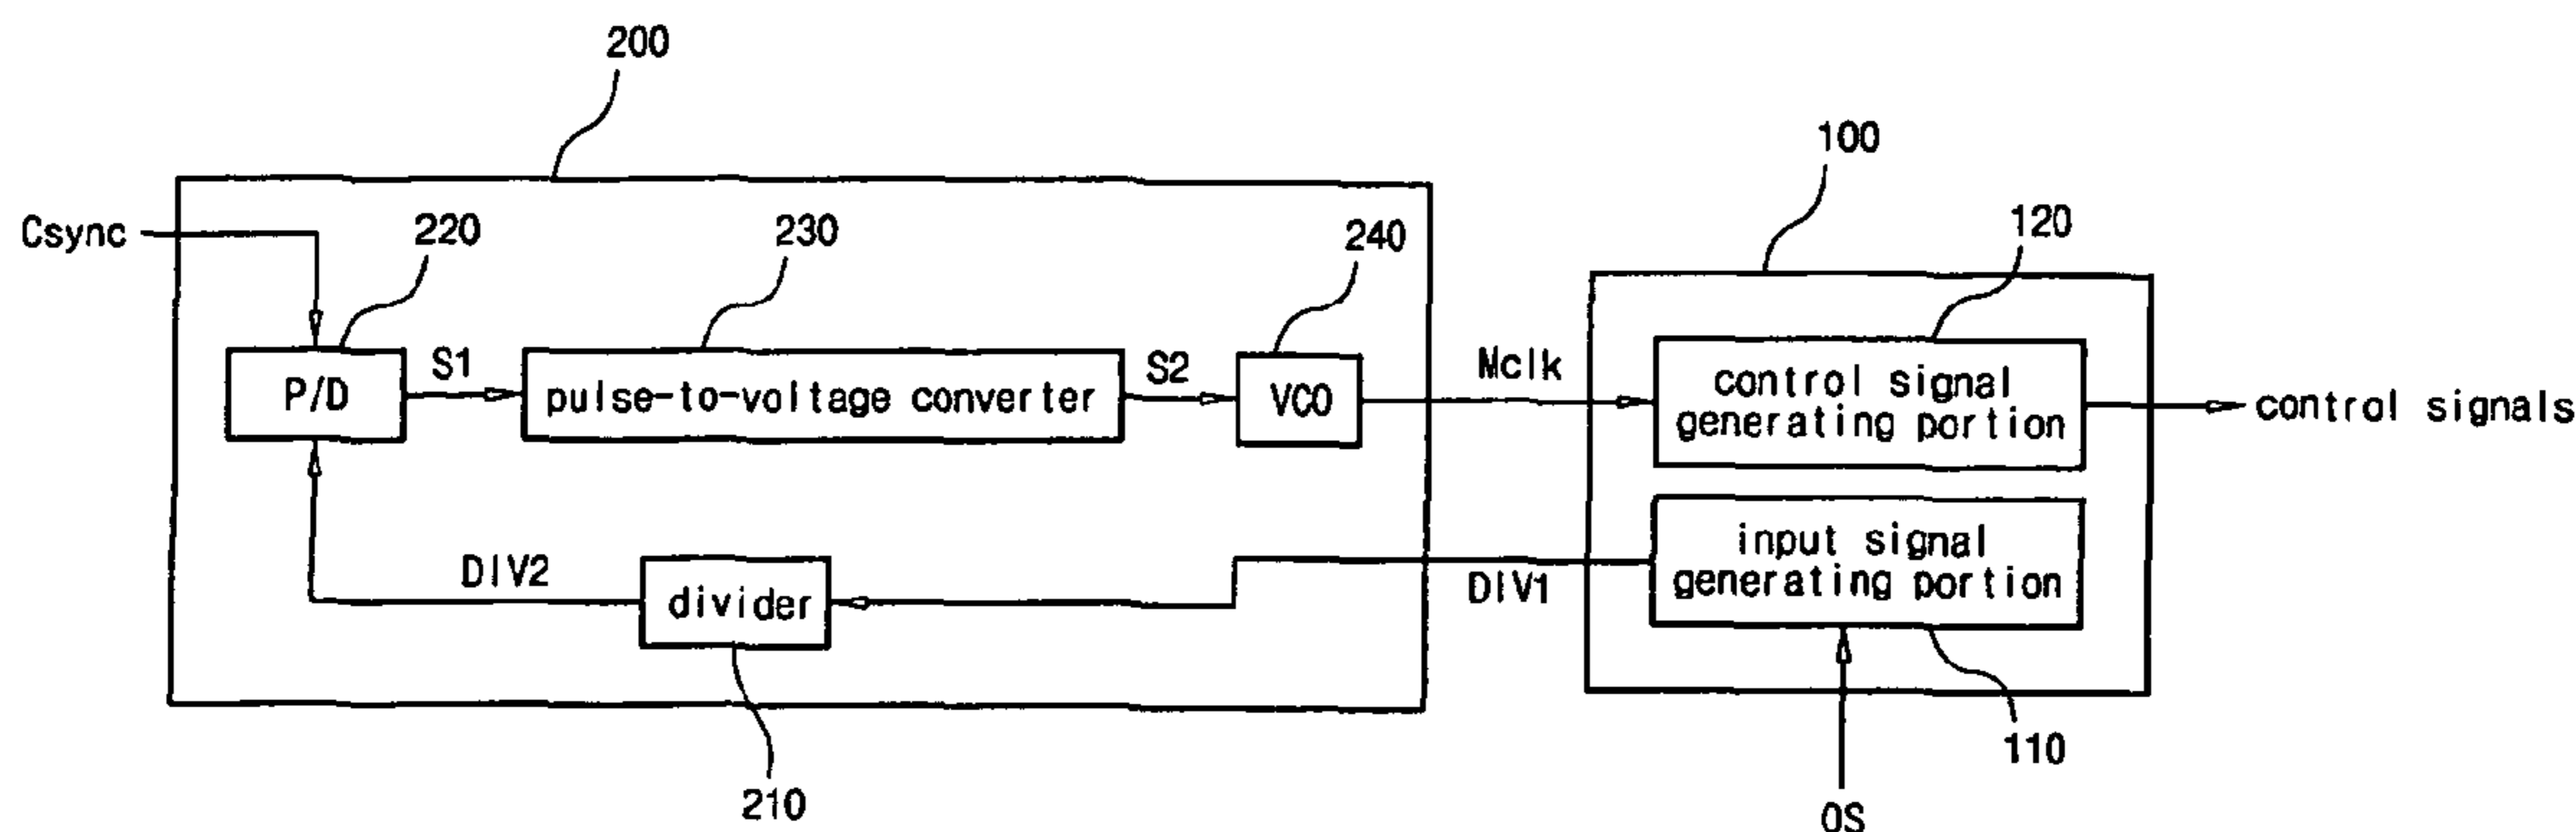 200
100
Csync
220
230
240
120
P/D
S1
pulse-to-voltage converter
S2
VCO
Mclk
control signal
generating portion
control signals
DIV2
divider
DIV1
input signal
generating portion
210
110
OS